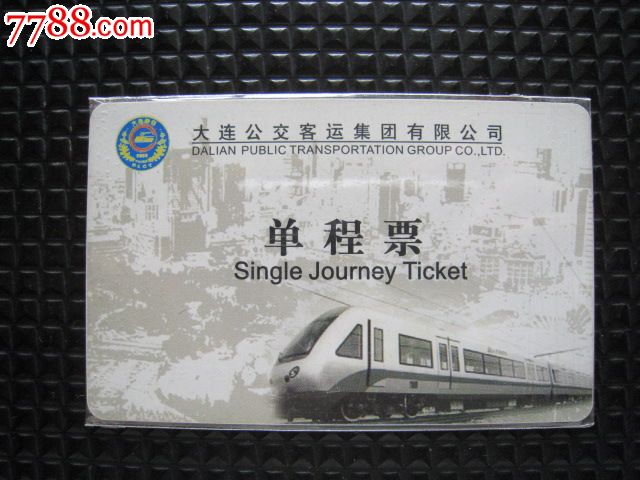 7788.com
大连公交客运集团有限公司
DALIAN PUBLIC TRANSPORTATION GROUP CO.,LTD.
单程票
Single Journey Ticket